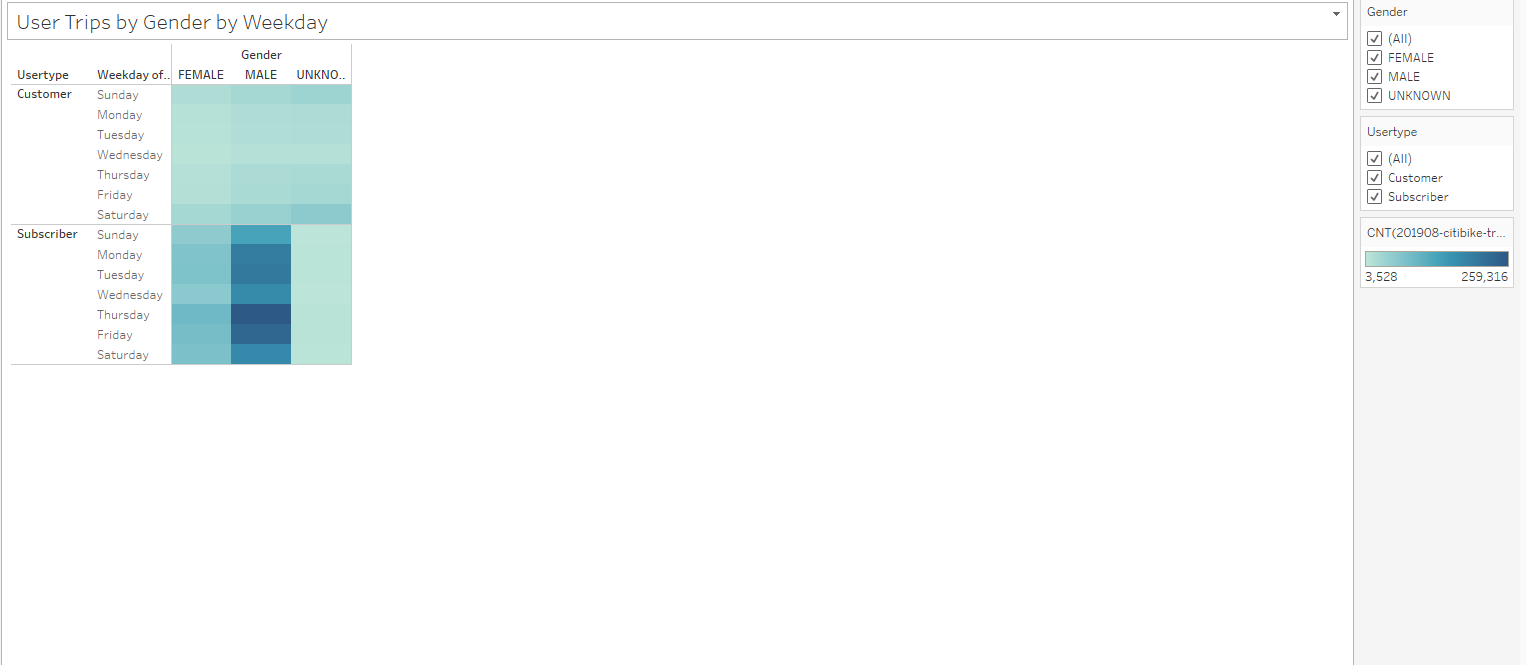 User Trips by Gender by Weekday
Gender
Usertype Weekday of.. FEMALE MALE UNKNO..
Customer Sunday
Monday
Tuesday
Wednesday
Thursday
Friday
Saturday
Subscriber Sunday
Monday
Tuesday
Wednesday
Thursday
Friday
Saturday
Gender
(All)
FEMALE
MALE
UNKNOWN
Usertype
(All)
Customer
Subscriber
CNT(201908-citibike-tr...
3,528 259,316